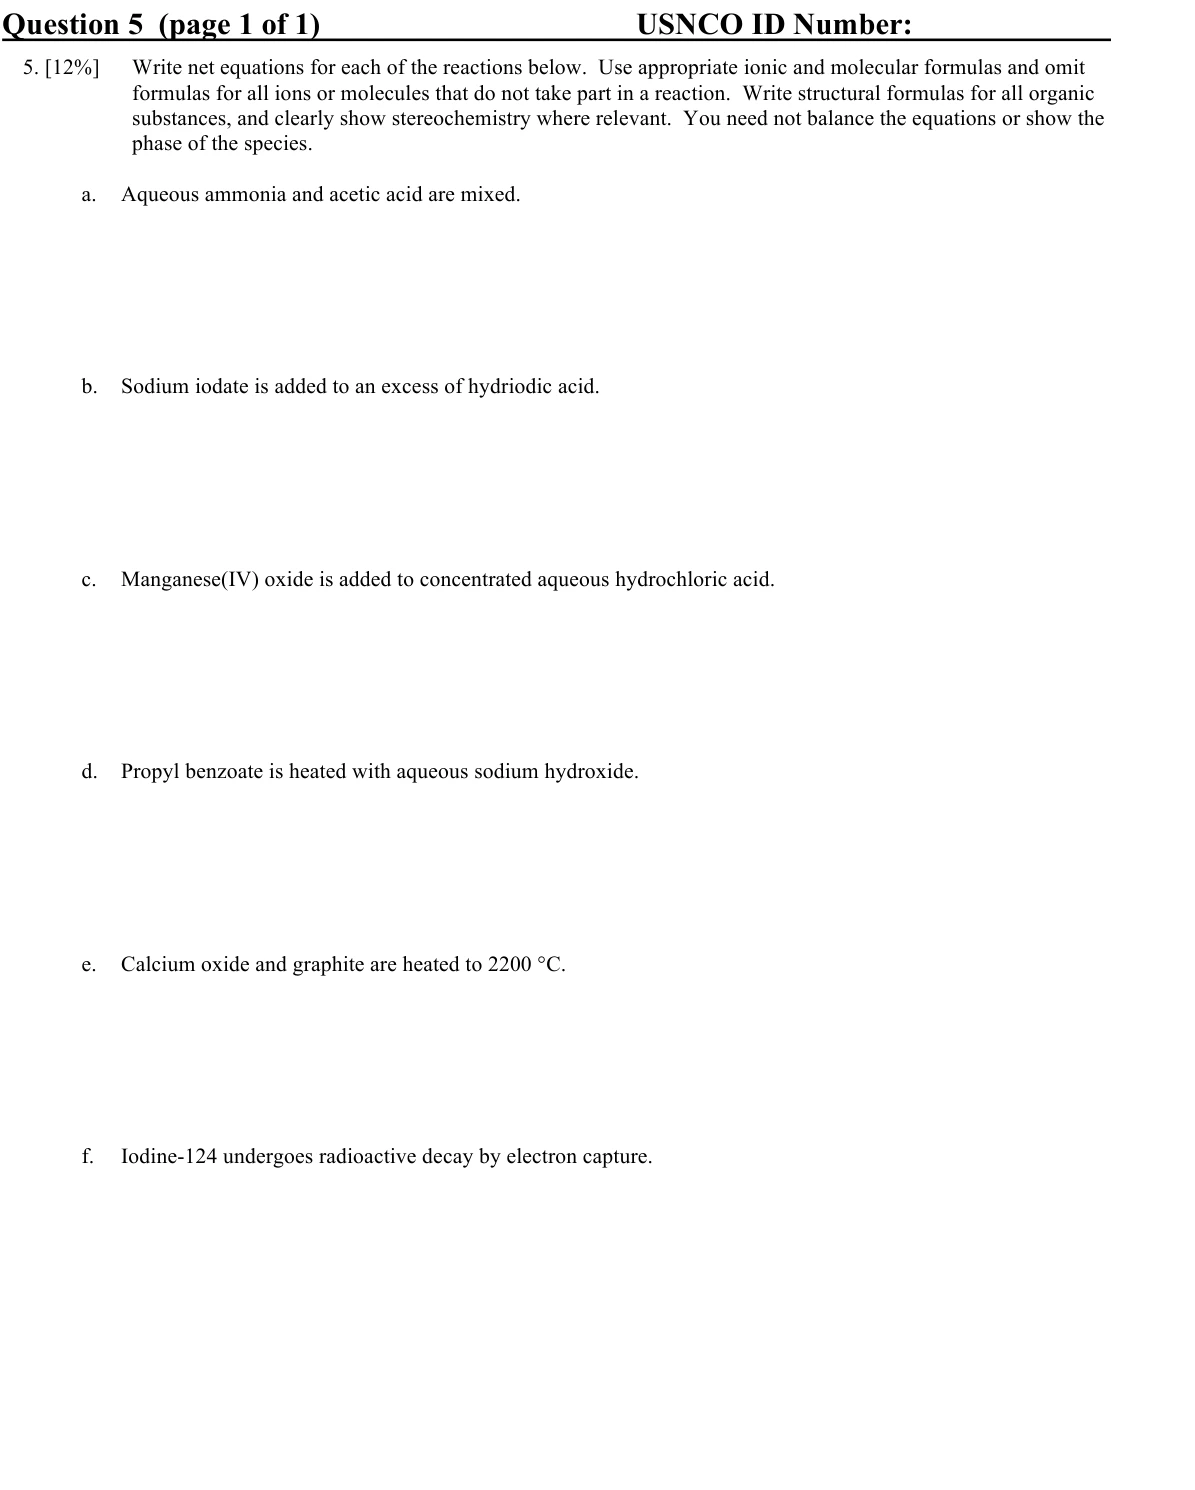 Question 5 (page 1 of 1) USNCO ID Number:
5. [12%] Write net equations for each of the reactions below. Use appropriate ionic and molecular formulas and omit
formulas for all ions or molecules that do not take part in a reaction. Write structural formulas for all organic
substances, and clearly show stereochemistry where relevant. You need not balance the equations or show the
phase of the species.
a. Aqueous ammonia and acetic acid are mixed.
b. Sodium iodate is added to an excess of hydriodic acid.
c. Manganese(IV) oxide is added to concentrated aqueous hydrochloric acid.
d. Propyl benzoate is heated with aqueous sodium hydroxide.
e. Calcium oxide and graphite are heated to 2200 °C.
f. Iodine-124 undergoes radioactive decay by electron capture.